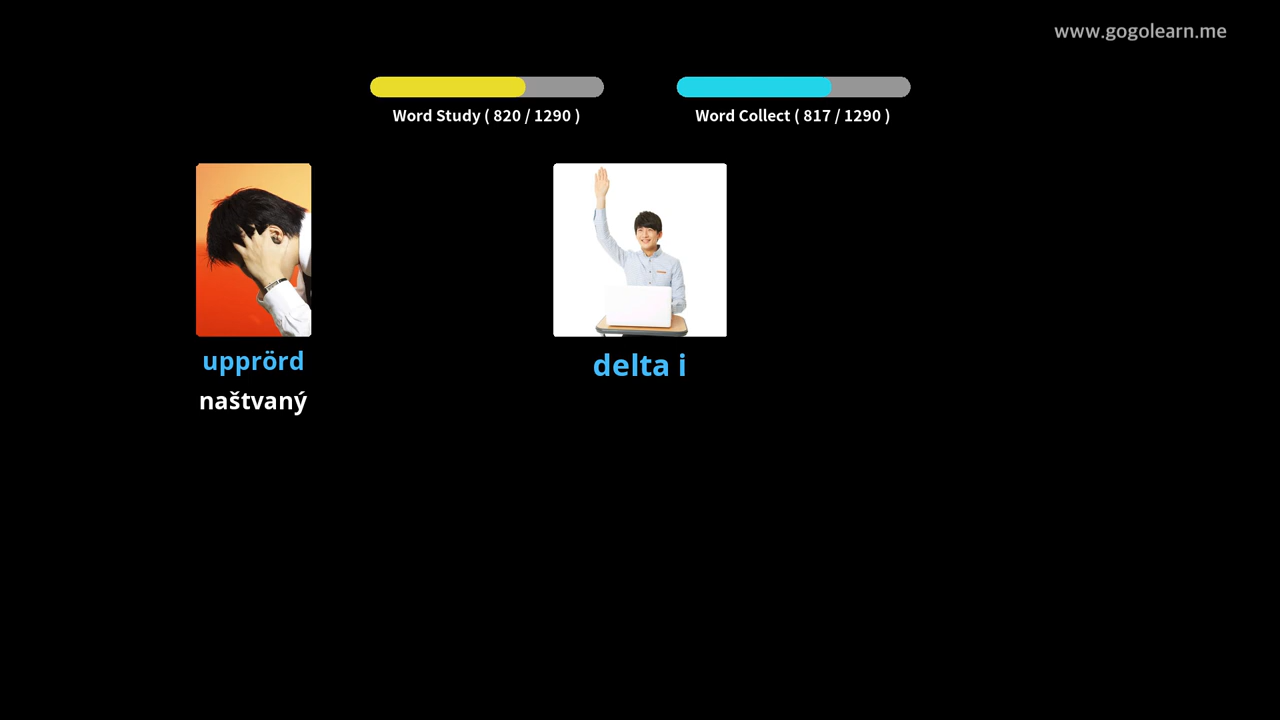 www.gogolearn.me
Word Study ( 820 / 1290 )
Word Collect ( 817 / 1290 )
upprörd
naštvaný
delta i